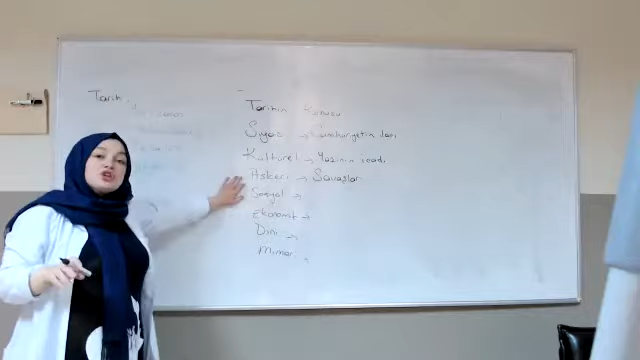 Tarih
Tarihin Konusu
Siyasi → Cumhuriyetin ilanı
Kültürel → Yazının icadı
Askeri → Savaşlar
Sosyal →
Ekonomik →
Dini →
Mimari →